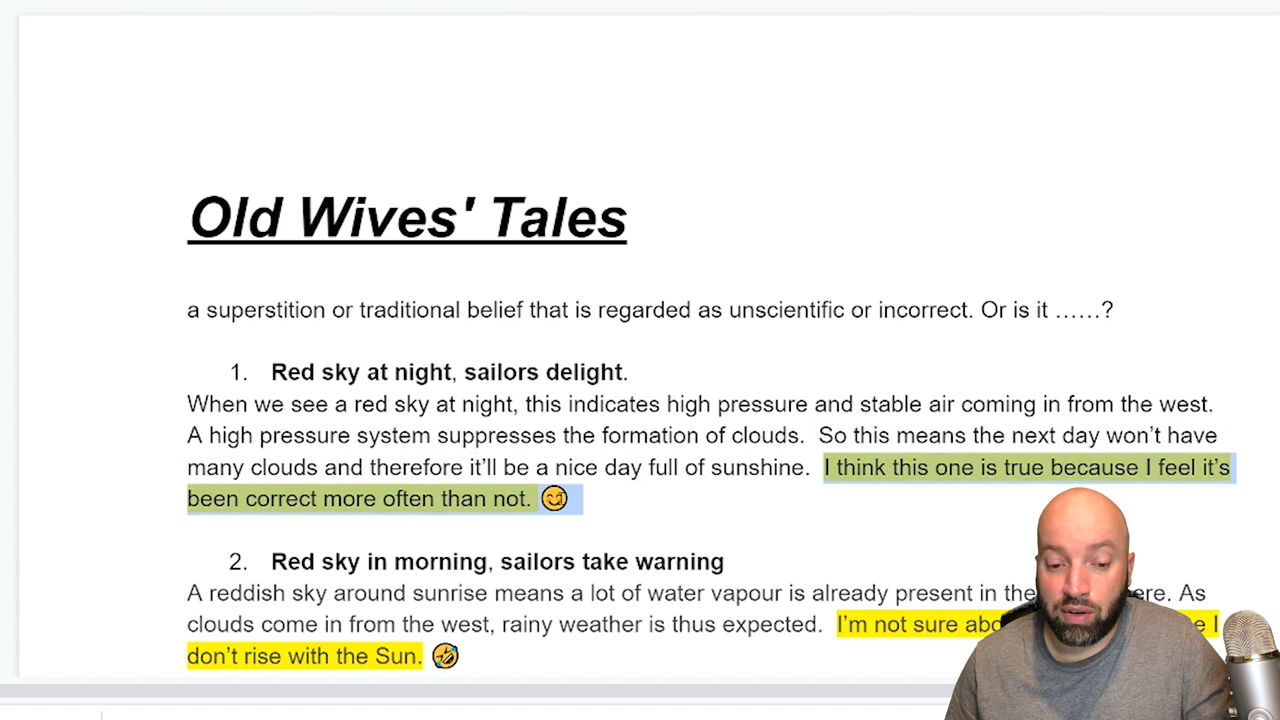 Old Wives' Tales
a superstition or traditional belief that is regarded as unscientific or incorrect. Or is it ......?
1. Red sky at night, sailors delight.
When we see a red sky at night, this indicates high pressure and stable air coming in from the west.
A high pressure system suppresses the formation of clouds. So this means the next day won't have
many clouds and therefore it'll be a nice day full of sunshine. I think this one is true because I feel it's
been correct more often than not. 😋
2. Red sky in morning, sailors take warning
A reddish sky around sunrise means a lot of water vapour is already present in the As
clouds come in from the west, rainy weather is thus expected. I'm not sure I
don't rise with the Sun. 🤣